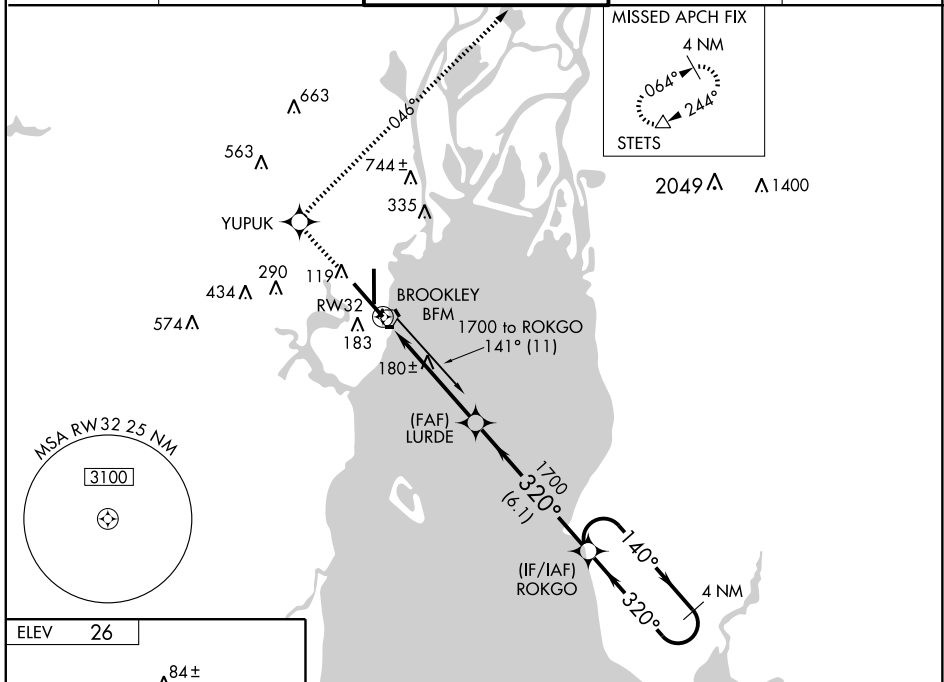 MISSED APCH FIX
4 NM
064°
244°
STETS
663
046°
563
744±
2049
1400
335
YUPUK
290
119
434
RW32
BROOKLEY
BFM
574
183
1700 to ROKGO
141° (11)
180±
(FAF)
LURDE
MSA RW32 25 NM
3100
1700
320°
(6.1)
140°
(IF/IAF)
ROKGO
4 NM
320°
ELEV 26
84±